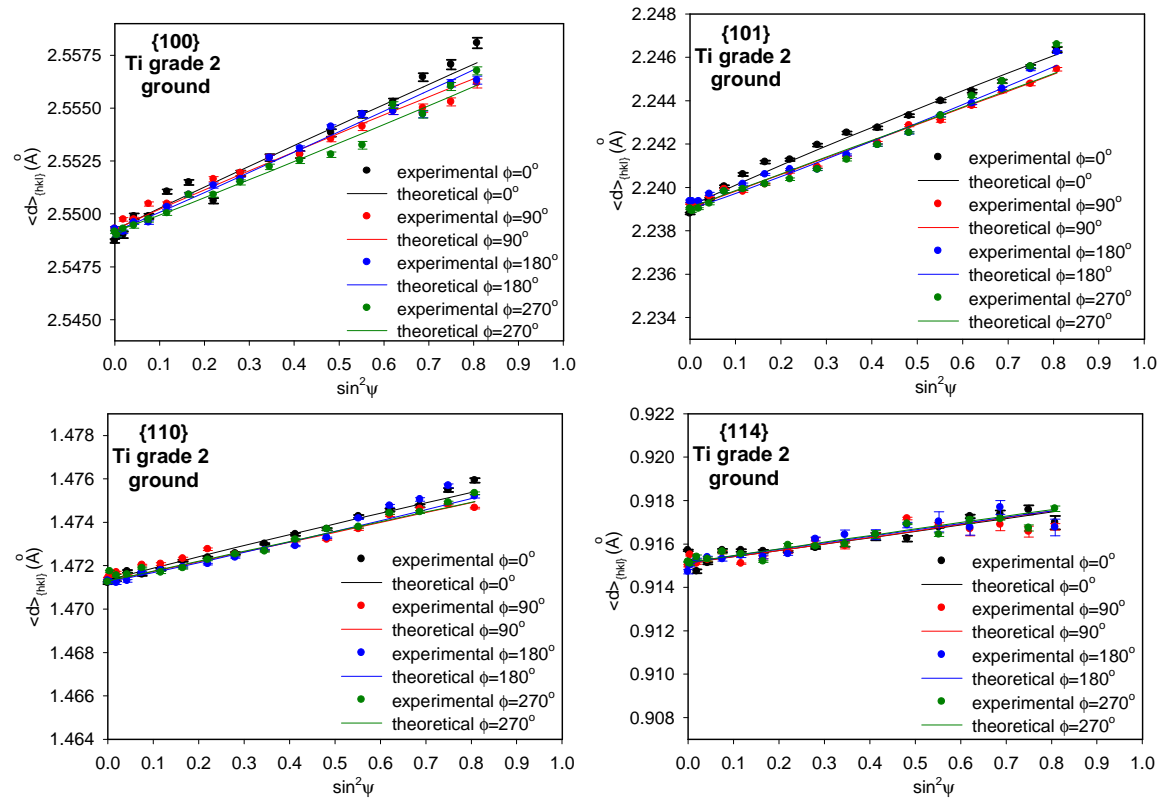 {100}
Ti grade 2
ground
<d>{hkl} (Å)
2.5575
2.5550
2.5525
2.5500
2.5475
2.5450
experimental ϕ=0°
theoretical ϕ=0°
experimental ϕ=90°
theoretical ϕ=90°
experimental ϕ=180°
theoretical ϕ=180°
experimental ϕ=270°
theoretical ϕ=270°
0.0 0.1 0.2 0.3 0.4 0.5 0.6 0.7 0.8 0.9 1.0
sin²ψ
{101}
Ti grade 2
ground
<d>{hkl} (Å)
2.248
2.246
2.244
2.242
2.240
2.238
2.236
2.234
experimental ϕ=0°
theoretical ϕ=0°
experimental ϕ=90°
theoretical ϕ=90°
experimental ϕ=180°
theoretical ϕ=180°
experimental ϕ=270°
theoretical ϕ=270°
0.0 0.1 0.2 0.3 0.4 0.5 0.6 0.7 0.8 0.9 1.0
sin²ψ
{110}
Ti grade 2
ground
<d>{hkl} (Å)
1.478
1.476
1.474
1.472
1.470
1.468
1.466
1.464
experimental ϕ=0°
theoretical ϕ=0°
experimental ϕ=90°
theoretical ϕ=90°
experimental ϕ=180°
theoretical ϕ=180°
experimental ϕ=270°
theoretical ϕ=270°
0.0 0.1 0.2 0.3 0.4 0.5 0.6 0.7 0.8 0.9 1.0
sin²ψ
{114}
Ti grade 2
ground
<d>{hkl} (Å)
0.922
0.920
0.918
0.916
0.914
0.912
0.910
0.908
experimental ϕ=0°
theoretical ϕ=0°
experimental ϕ=90°
theoretical ϕ=90°
experimental ϕ=180°
theoretical ϕ=180°
experimental ϕ=270°
theoretical ϕ=270°
0.0 0.1 0.2 0.3 0.4 0.5 0.6 0.7 0.8 0.9 1.0
sin²ψ